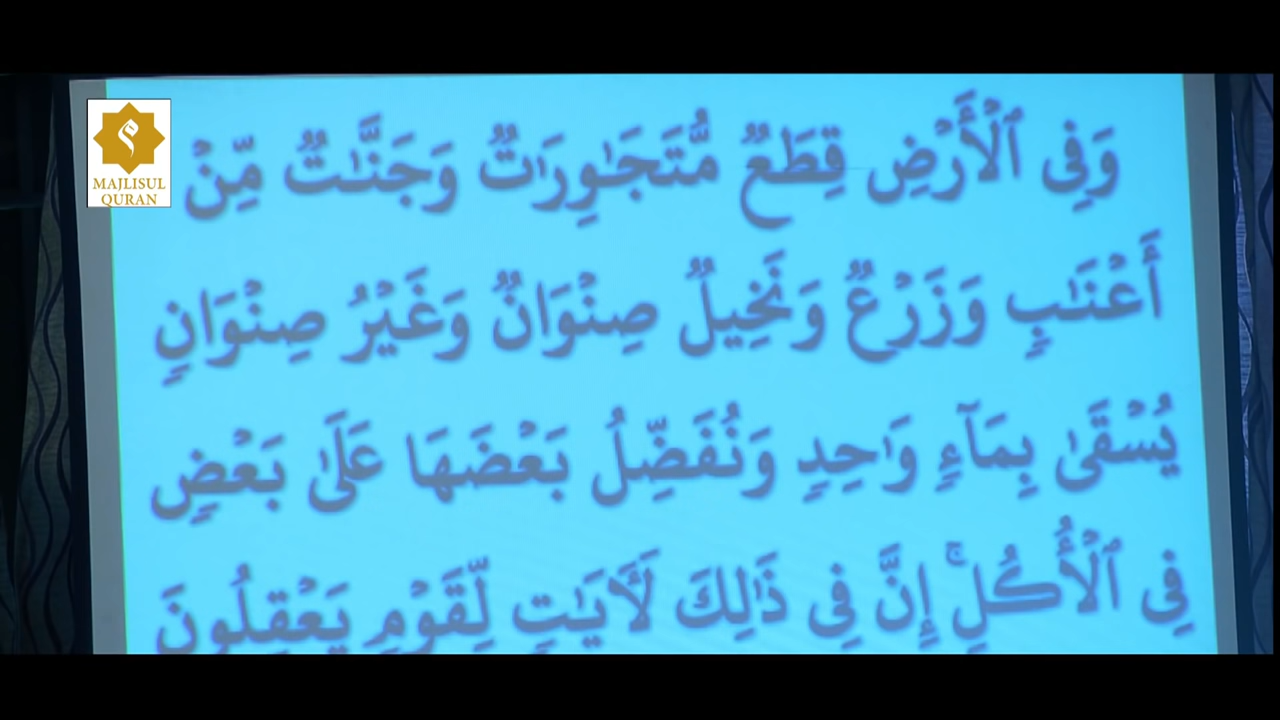 MAJLISUL
QURAN
وَفِى ٱلْأَرْضِ قِطَعٌ مُّتَجَـٰوِرَٰتٌ وَجَنَّـٰتٌ مِّنْ
أَعْنَـٰبٍ وَزَرْعٌ وَنَخِيلٌ صِنْوَانٌ وَغَيْرُ صِنْوَانٍ
يُسْقَىٰ بِمَآءٍ وَٰحِدٍ وَنُفَضِّلُ بَعْضَهَا عَلَىٰ بَعْضٍ
فِى ٱلْأُكُلِ ۚ إِنَّ فِى ذَٰلِكَ لَـَٔايَـٰتٍ لِّقَوْمٍ يَعْقِلُونَ